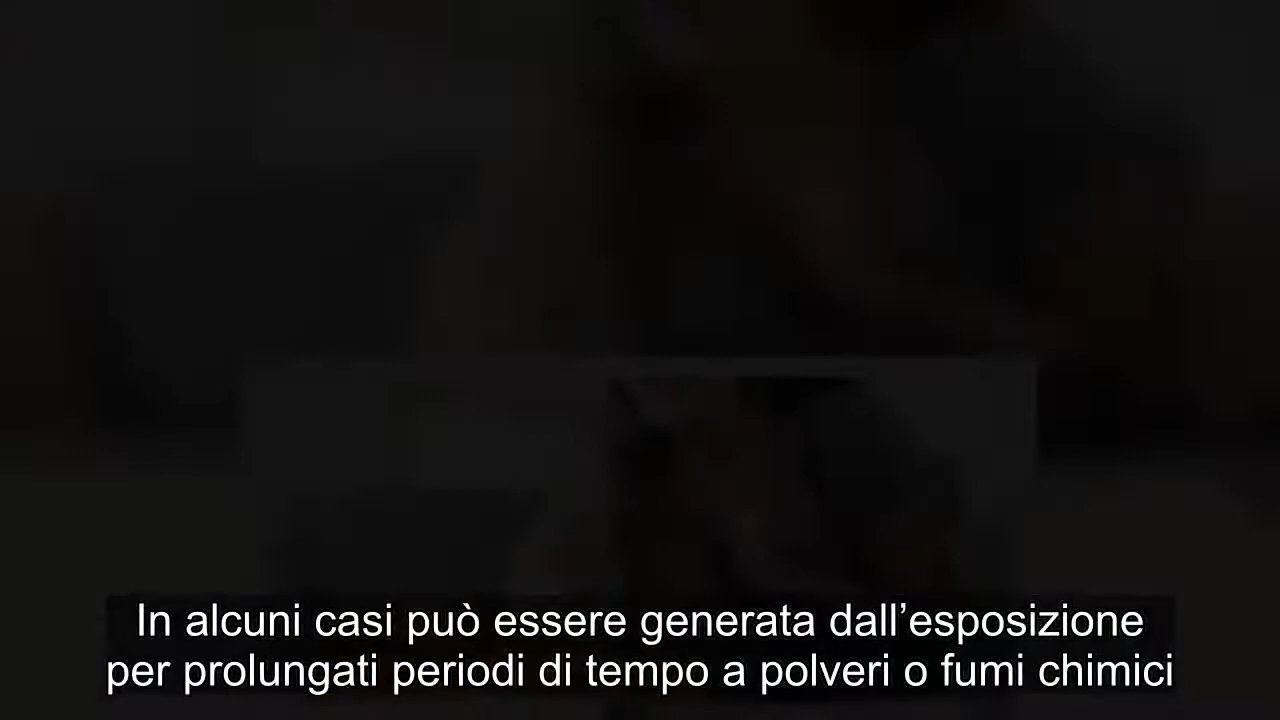 In alcuni casi può essere generata dall’esposizione
per prolungati periodi di tempo a polveri o fumi chimici